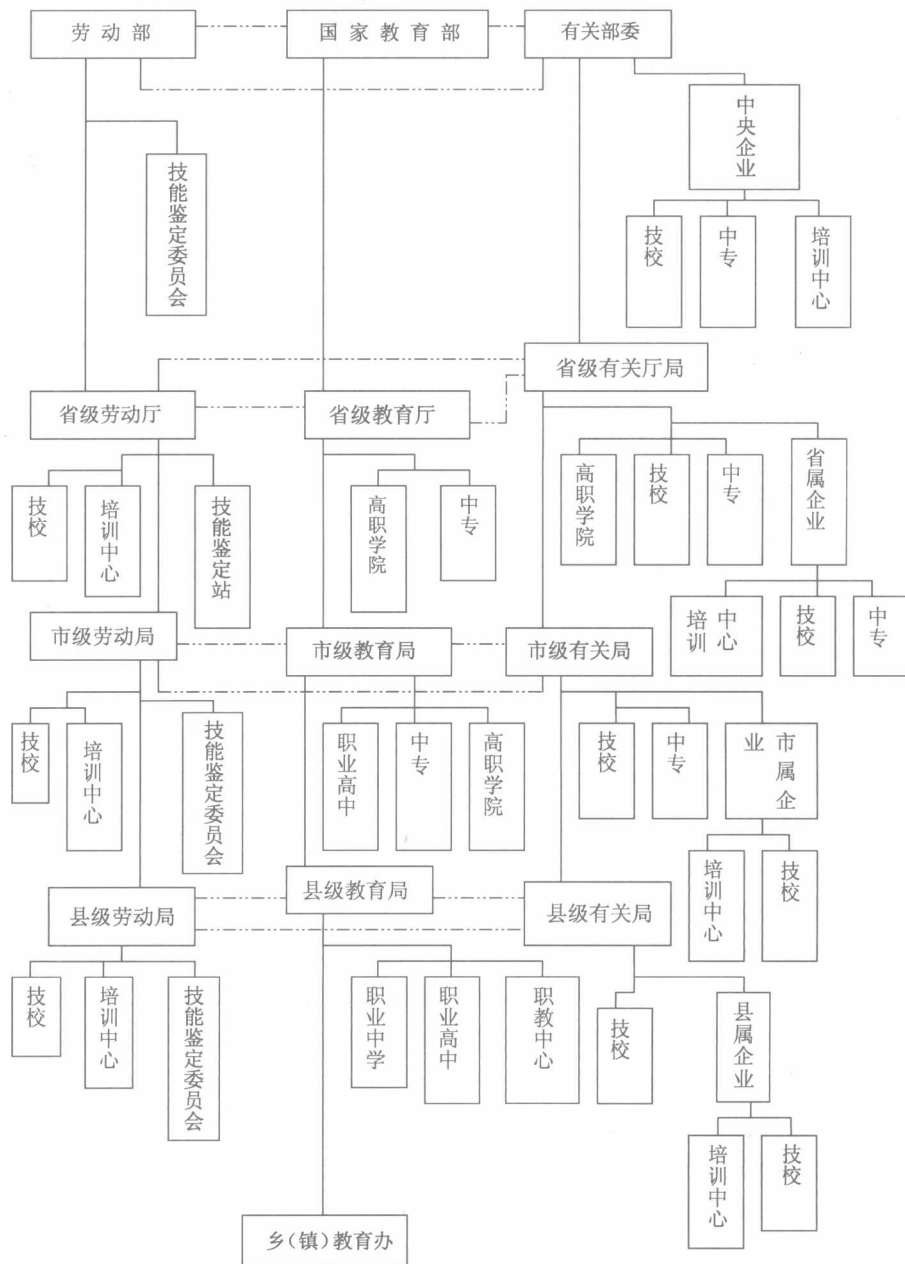 劳动部
国家教育部
有关部委
中央企业
技能鉴定委员会
技校
中专
培训中心
省级有关厅局
省级劳动厅
省级教育厅
技校
培训中心
技能鉴定站
高职学院
中专
高职学院
技校
中专
省属企业
培训中心
技校
中专
市级劳动局
市级教育局
市级有关局
技校
培训中心
技能鉴定委员会
职业高中
中专
高职学院
技校
中专
市属企业
培训中心
技校
县级劳动局
县级教育局
县级有关局
技校
培训中心
技能鉴定委员会
职业中学
职业高中
职教中心
技校
县属企业
培训中心
技校
乡(镇)教育办